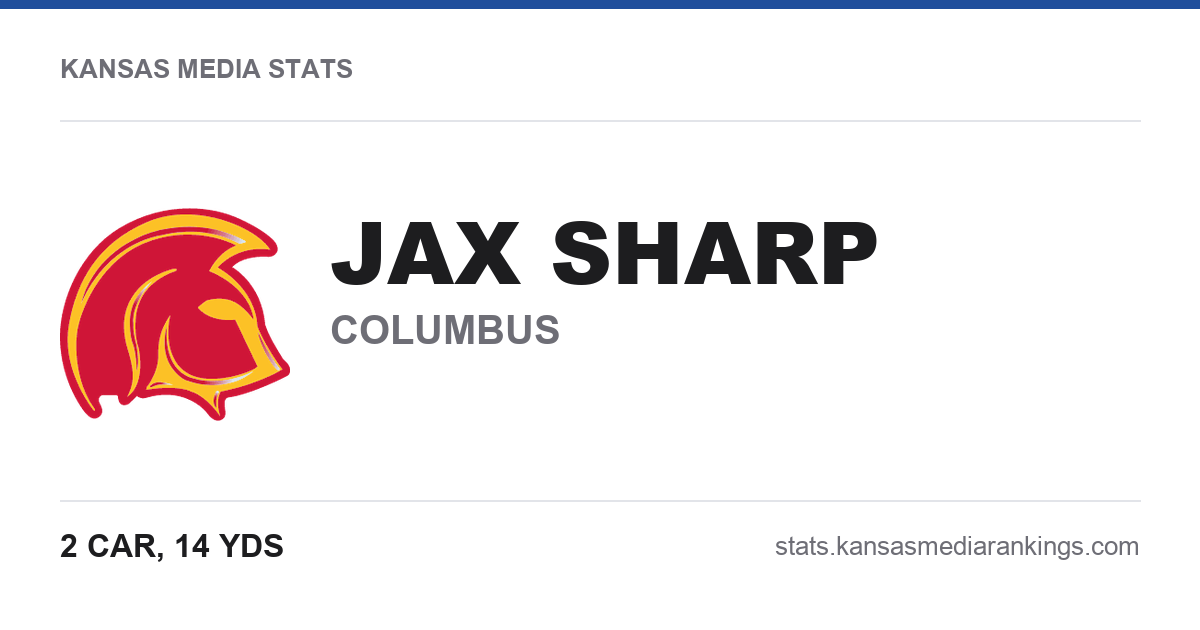 KANSAS MEDIA STATS
JAX SHARP
COLUMBUS
2 CAR, 14 YDS
stats.kansasmediarankings.com